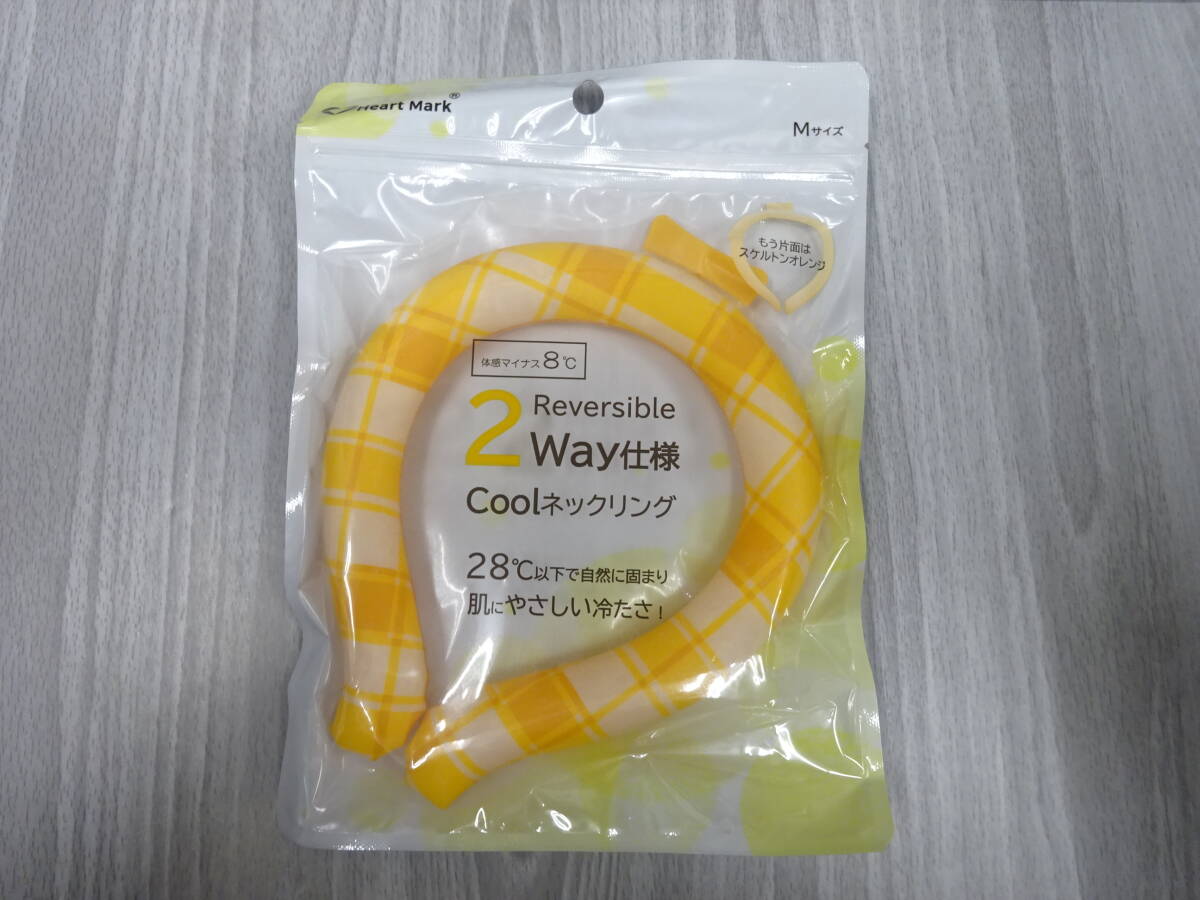 Heart Mark®
Mサイズ
もう片面は
スケルトンオレンジ
体感マイナス8℃
2 Reversible
Way仕様
Coolネックリング
28℃以下で自然に固まり
肌にやさしい冷たさ!